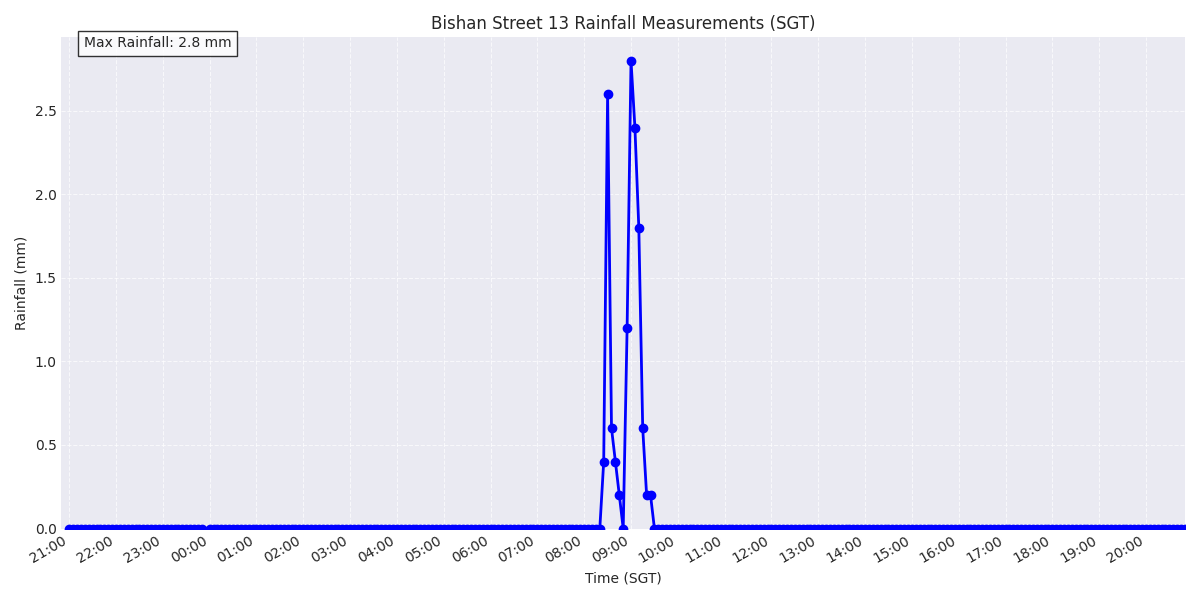 Bishan Street 13 Rainfall Measurements (SGT)
Max Rainfall: 2.8 mm
Rainfall (mm)
2.5
2.0
1.5
1.0
0.5
0.0
21:00 22:00 23:00 00:00 01:00 02:00 03:00 04:00 05:00 06:00 07:00 08:00 09:00 10:00 11:00 12:00 13:00 14:00 15:00 16:00 17:00 18:00 19:00 20:00
Time (SGT)